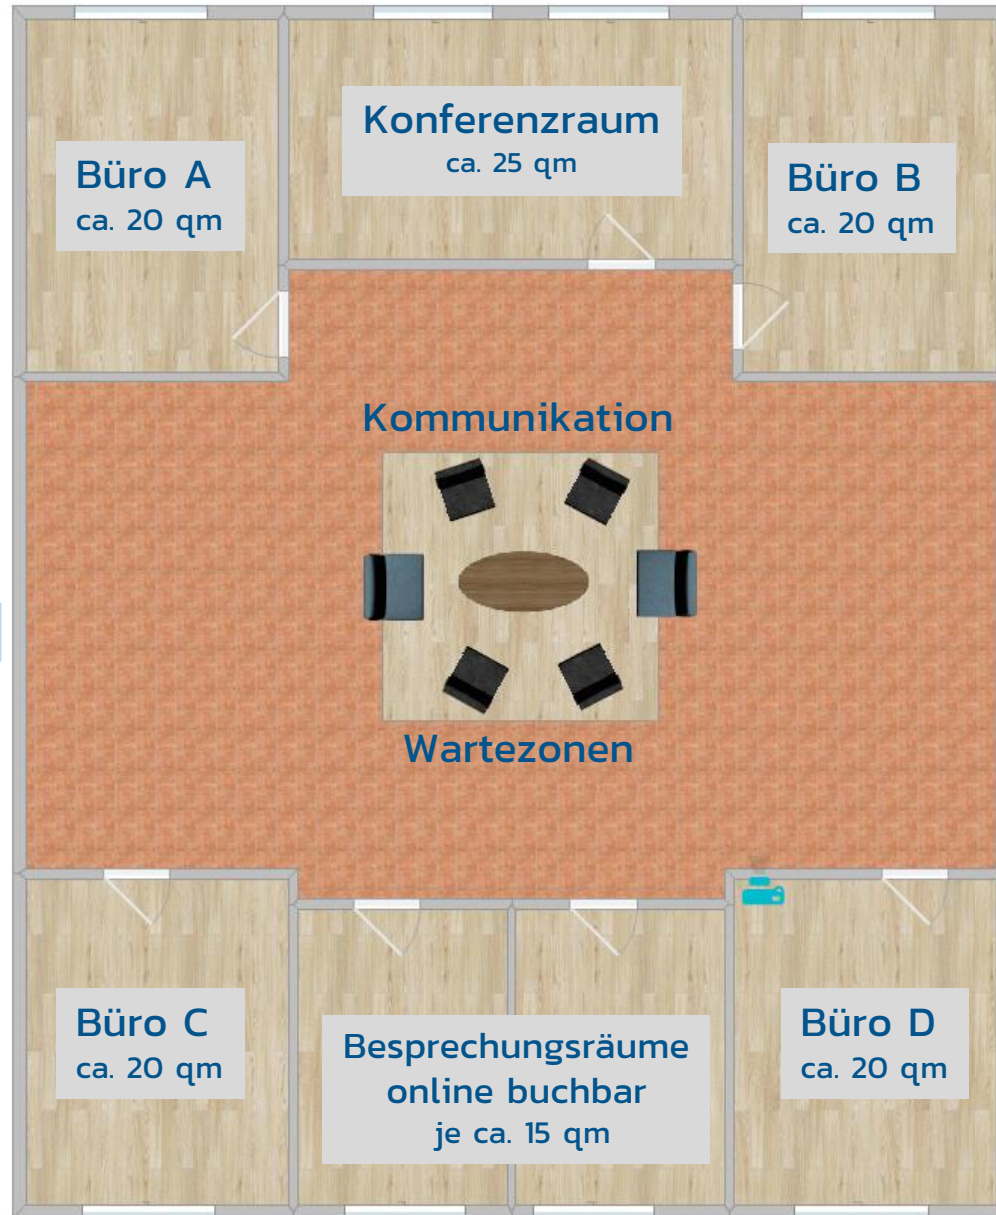 Büro A
ca. 20 qm
Konferenzraum
ca. 25 qm
Büro B
ca. 20 qm
Kommunikation
Wartezonen
Büro C
ca. 20 qm
Besprechungsräume
online buchbar
je ca. 15 qm
Büro D
ca. 20 qm